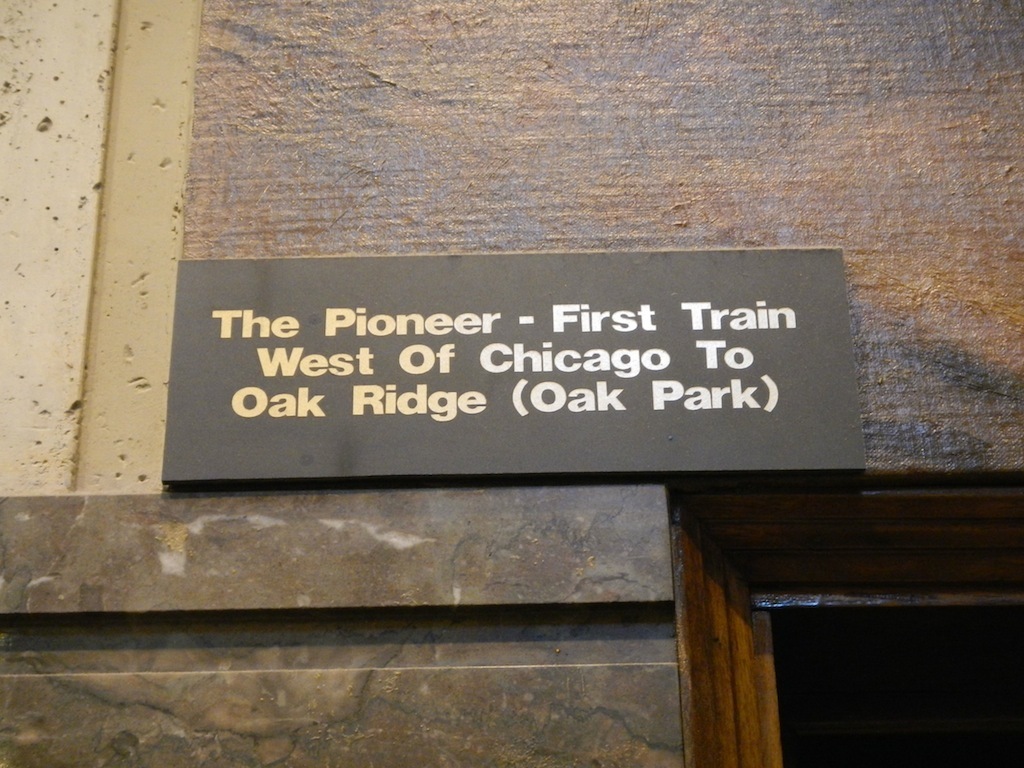 The Pioneer - First Train
West Of Chicago To
Oak Ridge (Oak Park)